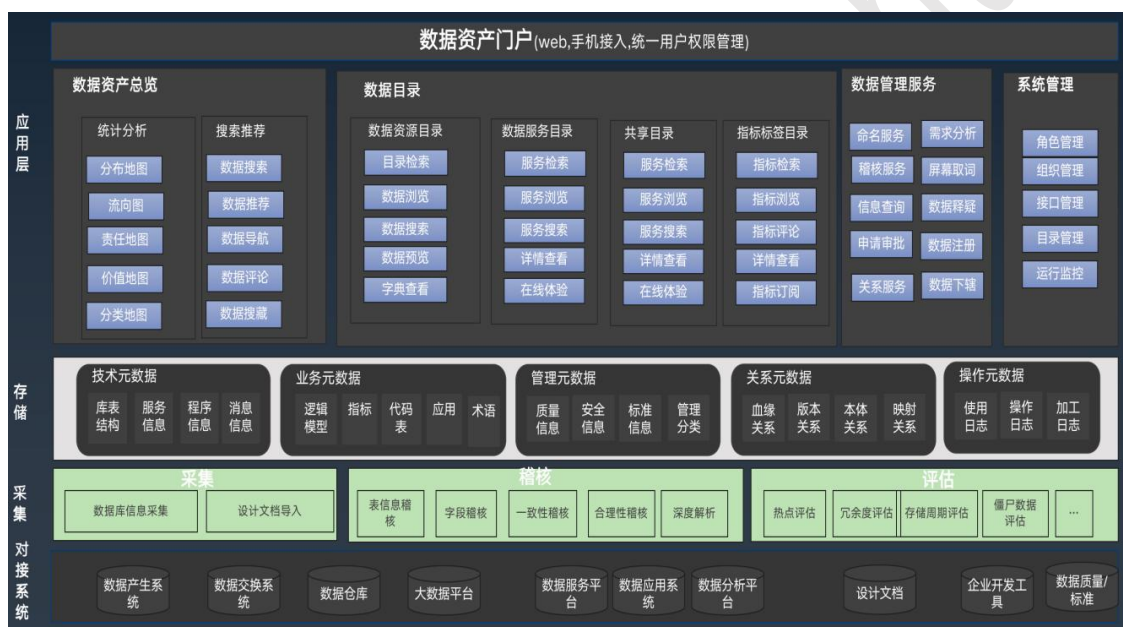 数据资产门户(web,手机接入,统一用户权限管理)
应
用
层
数据资产总览
统计分析
分布地图
流向图
责任地图
价值地图
分类地图
搜索推荐
数据搜索
数据推荐
数据导航
数据评论
数据搜藏
数据目录
数据资源目录
目录检索
数据浏览
数据搜索
数据预览
字典查看
数据服务目录
服务检索
服务浏览
服务搜索
详情查看
在线体验
共享目录
服务检索
服务浏览
服务搜索
详情查看
在线体验
指标标签目录
指标检索
指标浏览
指标评论
详情查看
指标订阅
数据管理服务
命名服务
需求分析
稽核服务
屏幕取词
信息查询
数据释疑
申请审批
数据注册
关系服务
数据下辖
系统管理
角色管理
组织管理
接口管理
目录管理
运行监控
存
储
技术元数据
库表
结构
服务
信息
程序
信息
消息
信息
业务元数据
逻辑
模型
指标
代码
表
应用
术语
管理元数据
质量
信息
安全
信息
标准
信息
管理
分类
关系元数据
血缘
关系
版本
关系
本体
关系
映射
关系
操作元数据
使用
日志
操作
日志
加工
日志
采
集
采集
数据库信息采集
设计文档导入
稽核
表信息稽
核
字段稽核
一致性稽核
合理性稽核
深度解析
评估
热点评估
冗余度评估
存储周期评估
僵尸数据
评估
...
对
接
系
统
数据产生系
统
数据交换系
统
数据仓库
大数据平台
数据服务平
台
数据应用系
统
数据分析平
台
设计文档
企业开发工
具
数据质量/
标准